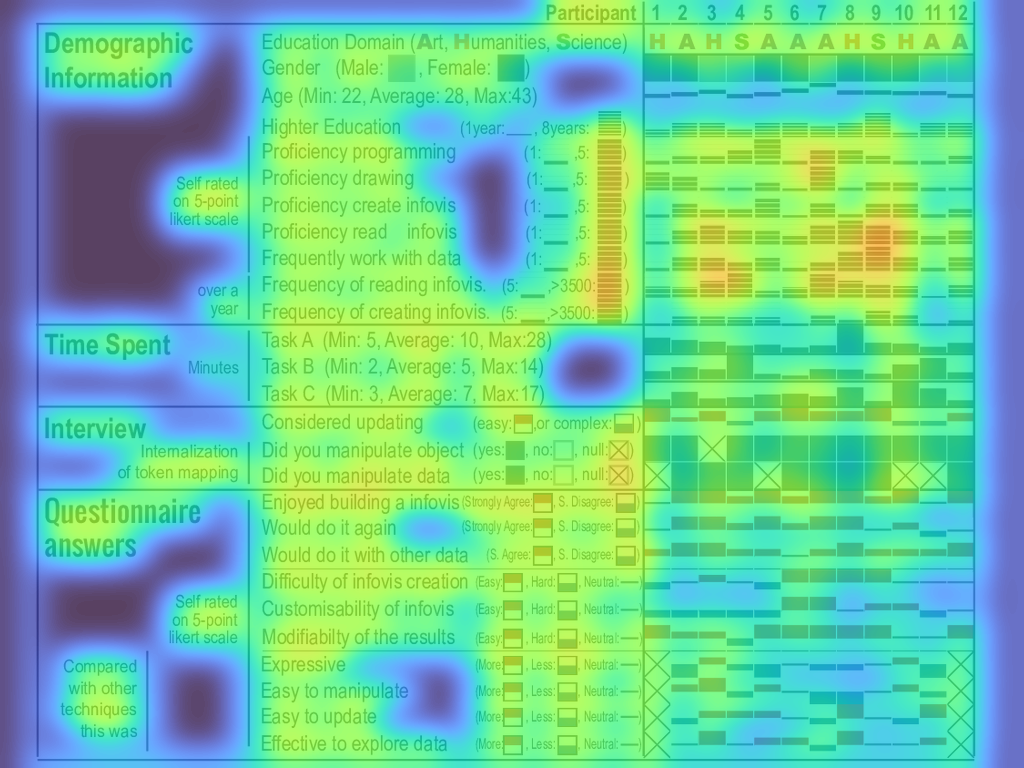 Participant 1 2 3 4 5 6 7 8 9 10 11 12
Demographic Information
Education Domain (Art, Humanities, Science) H A H S A A A H S H A A
Gender (Male: , Female: )
Age (Min: 22, Average: 28, Max:43)
Highter Education (1year: , 8years: )
Proficiency programming (1: ,5: )
Self rated on 5-point likert scale
Proficiency drawing (1: ,5: )
Proficiency create infovis (1: ,5: )
Proficiency read infovis (1: ,5: )
Frequently work with data (1: ,5: )
over a year
Frequency of reading infovis. (5: ,>3500: )
Frequency of creating infovis. (5: ,>3500: )
Time Spent
Minutes
Task A (Min: 5, Average: 10, Max:28)
Task B (Min: 2, Average: 5, Max:14)
Task C (Min: 3, Average: 7, Max:17)
Interview
Considered updating (easy: ,or complex: )
Internalization of token mapping
Did you manipulate object (yes: , no: , null: )
Did you manipulate data (yes: , no: , null: )
Questionnaire answers
Enjoyed building a infovis (Strongly Agree: , S. Disagree: )
Would do it again (Strongly Agree: , S. Disagree: )
Would do it with other data (S. Agree: , S. Disagree: )
Self rated on 5-point likert scale
Difficulty of infovis creation (Easy: , Hard: , Neutral: )
Customisability of infovis (Easy: , Hard: , Neutral: )
Modifiabilty of the results (Easy: , Hard: , Neutral: )
Compared with other techniques this was
Expressive (More: , Less: , Neutral: )
Easy to manipulate (More: , Less: , Neutral: )
Easy to update (More: , Less: , Neutral: )
Effective to explore data (More: , Less: , Neutral: )